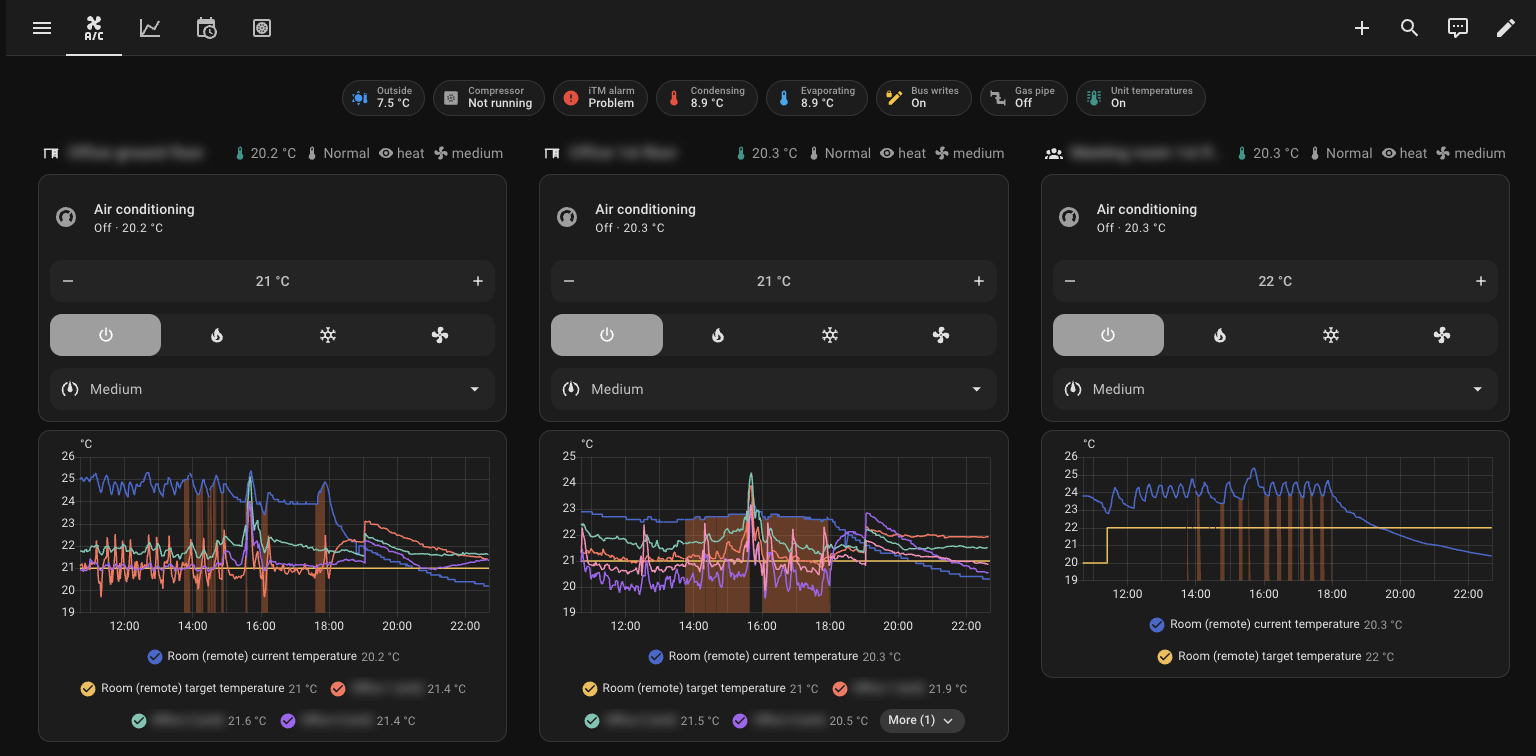 A/C
Outside
7.5 °C
Compressor
Not running
iTM alarm
Problem
Condensing
8.9 °C
Evaporating
8.9 °C
Bus writes
On
Gas pipe
Off
Unit temperatures
On
20.2 °C Normal heat medium
20.3 °C Normal heat medium
20.3 °C Normal heat medium
Air conditioning
Off · 20.2 °C
− 21 °C +
Medium
Air conditioning
Off · 20.3 °C
− 21 °C +
Medium
Air conditioning
Off · 20.3 °C
− 22 °C +
Medium
°C
26
25
24
23
22
21
20
19
12:00 14:00 16:00 18:00 20:00 22:00
Room (remote) current temperature 20.2 °C
Room (remote) target temperature 21 °C 21.4 °C
21.6 °C 21.4 °C
°C
25
24
23
22
21
20
19
12:00 14:00 16:00 18:00 20:00 22:00
Room (remote) current temperature 20.3 °C
Room (remote) target temperature 21 °C 21.9 °C
21.5 °C 20.5 °C More (1)
°C
26
25
24
23
22
21
20
19
12:00 14:00 16:00 18:00 20:00 22:00
Room (remote) current temperature 20.3 °C
Room (remote) target temperature 22 °C